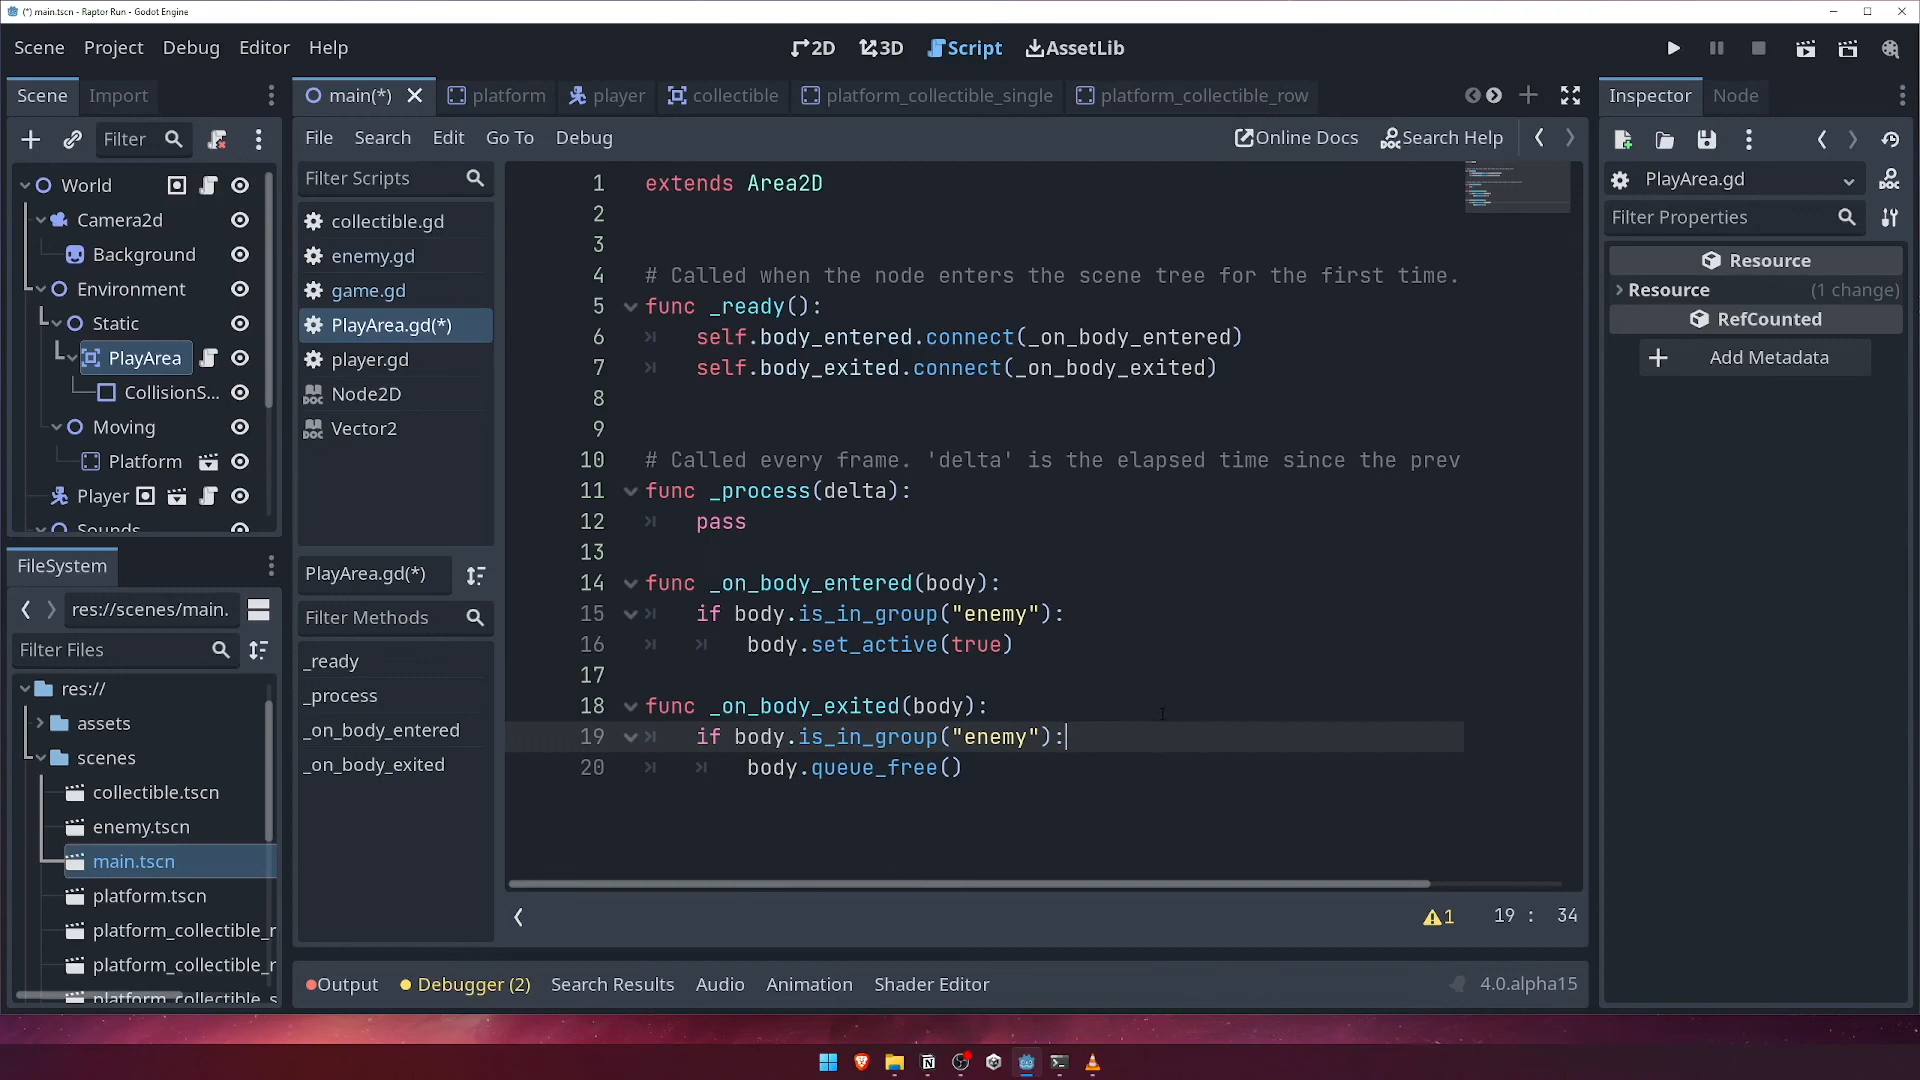 (*) main.tscn - Raptor Run - Godot Engine
Scene Project Debug Editor Help
2D 3D Script AssetLib
Scene Import
main(*) platform player collectible platform_collectible_single platform_collectible_row
Inspector Node
Filter
File Search Edit Go To Debug
Online Docs Search Help
World
Camera2d
Background
Environment
Static
PlayArea
CollisionS...
Moving
Platform
Player
Sounds
Filter Scripts
collectible.gd
enemy.gd
game.gd
PlayArea.gd(*)
player.gd
Node2D
Vector2
PlayArea.gd(*)
Filter Methods
_ready
_process
_on_body_entered
_on_body_exited
1 extends Area2D
2
3
4 # Called when the node enters the scene tree for the first time.
5 func _ready():
6 self.body_entered.connect(_on_body_entered)
7 self.body_exited.connect(_on_body_exited)
8
9
10 # Called every frame. 'delta' is the elapsed time since the prev
11 func _process(delta):
12 pass
13
14 func _on_body_entered(body):
15 if body.is_in_group("enemy"):
16 body.set_active(true)
17
18 func _on_body_exited(body):
19 if body.is_in_group("enemy"):
20 body.queue_free()
1 19 : 34
PlayArea.gd
Filter Properties
Resource
Resource (1 change)
RefCounted
Add Metadata
FileSystem
res://scenes/main.
Filter Files
res://
assets
scenes
collectible.tscn
enemy.tscn
main.tscn
platform.tscn
platform_collectible_r
platform_collectible_r
platform_collectible_s
Output Debugger (2) Search Results Audio Animation Shader Editor
4.0.alpha15